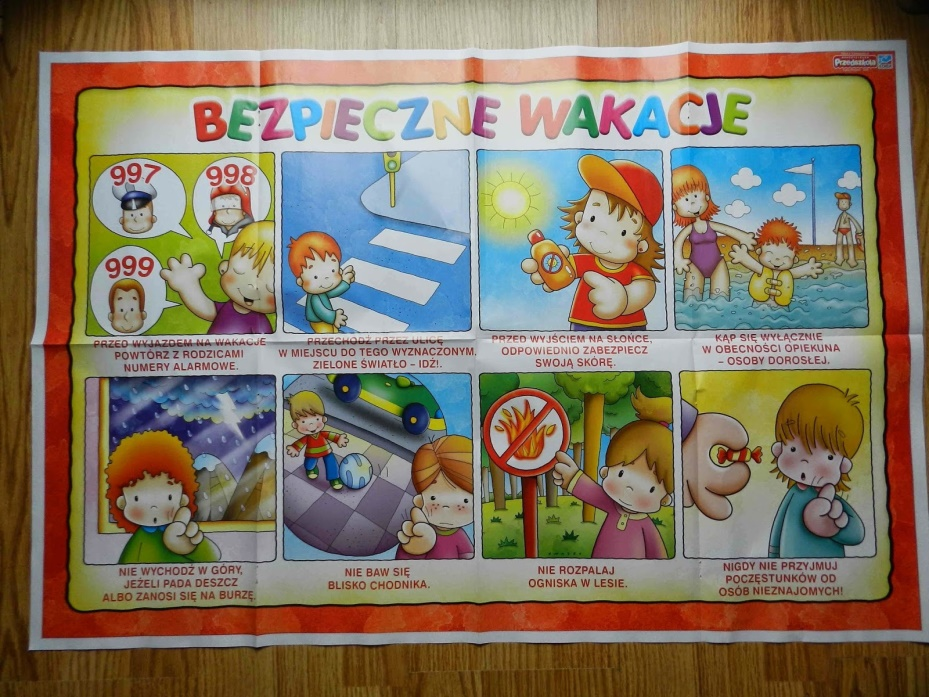 Przedszkola
BEZPIECZNE WAKACJE
997
998
999
PRZED WYJAZDEM NA WAKACJE
POWTÓRZ Z RODZICAMI
NUMERY ALARMOWE.
PRZECHODŹ PRZEZ ULICĘ
W MIEJSCU DO TEGO WYZNACZONYM,
ZIELONE ŚWIATŁO – IDŹ!.
PRZED WYJŚCIEM NA SŁOŃCE,
ODPOWIEDNIO ZABEZPIECZ
SWOJĄ SKÓRĘ.
KĄP SIĘ WYŁĄCZNIE
W OBECNOŚCI OPIEKUNA
– OSOBY DOROSŁEJ.
NIE WYCHODŹ W GÓRY,
JEŻELI PADA DESZCZ
ALBO ZANOSI SIĘ NA BURZĘ.
NIE BAW SIĘ
BLISKO CHODNIKA.
NIE ROZPALAJ
OGNISKA W LESIE.
NIGDY NIE PRZYJMUJ
POCZĘSTUNKÓW OD
OSÓB NIEZNAJOMYCH!